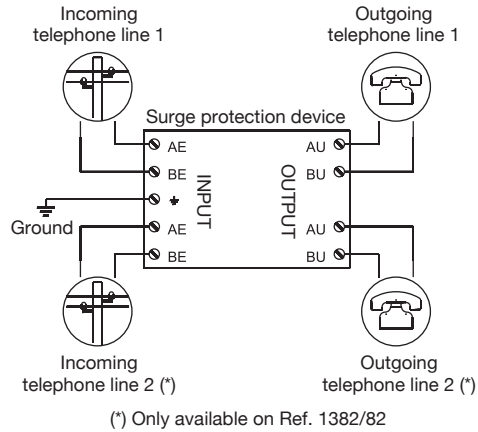 Incoming
telephone line 1
Outgoing
telephone line 1
Surge protection device
AE
AU
BE
BU
INPUT
OUTPUT
Ground
AE
AU
BE
BU
Incoming
telephone line 2 (*)
Outgoing
telephone line 2 (*)
(*) Only available on Ref. 1382/82